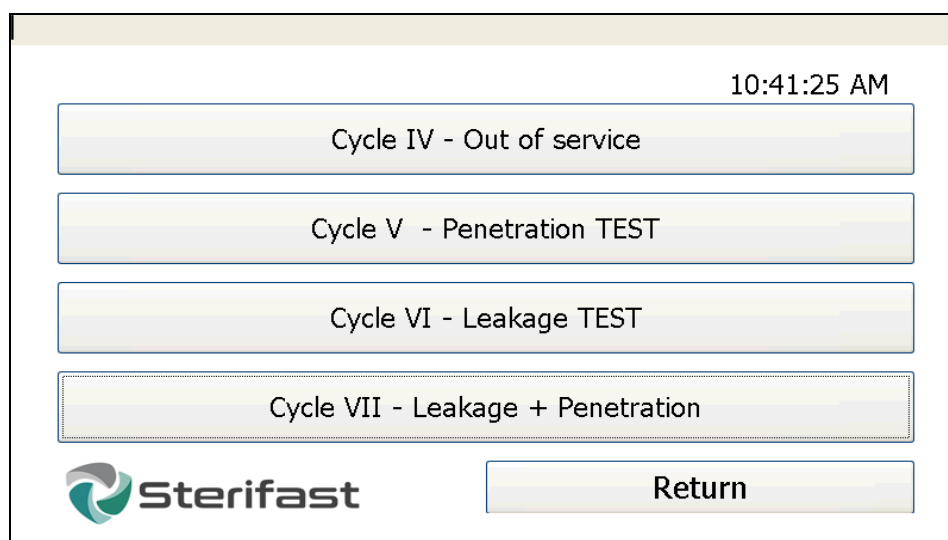 10:41:25 AM
Cycle IV - Out of service
Cycle V  - Penetration TEST
Cycle VI - Leakage TEST
Cycle VII - Leakage + Penetration
Sterifast
Return